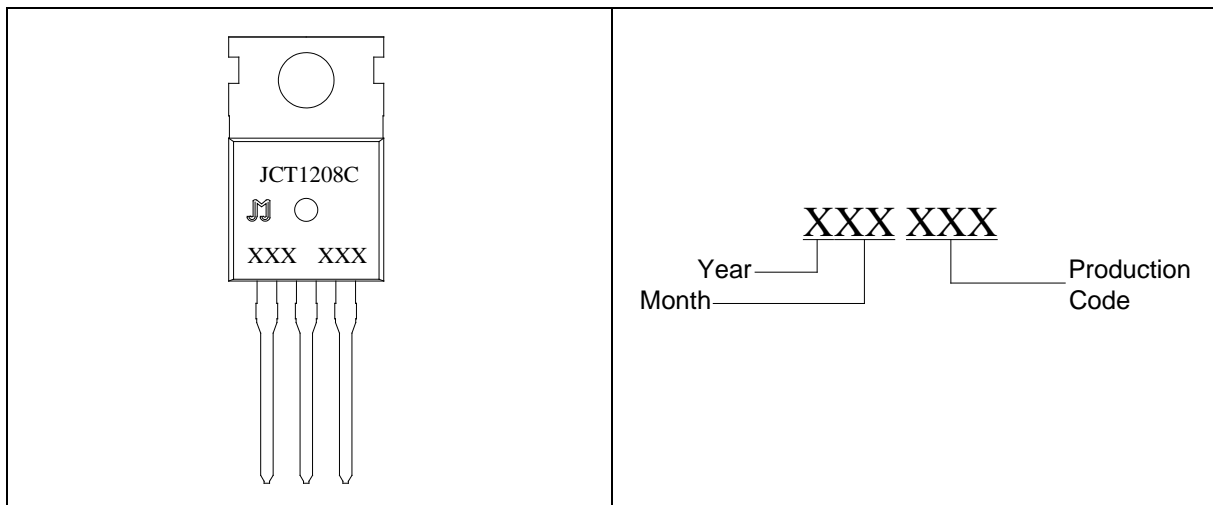 JCT1208C
XXX XXX
XXX XXX
Year
Month
Production
Code